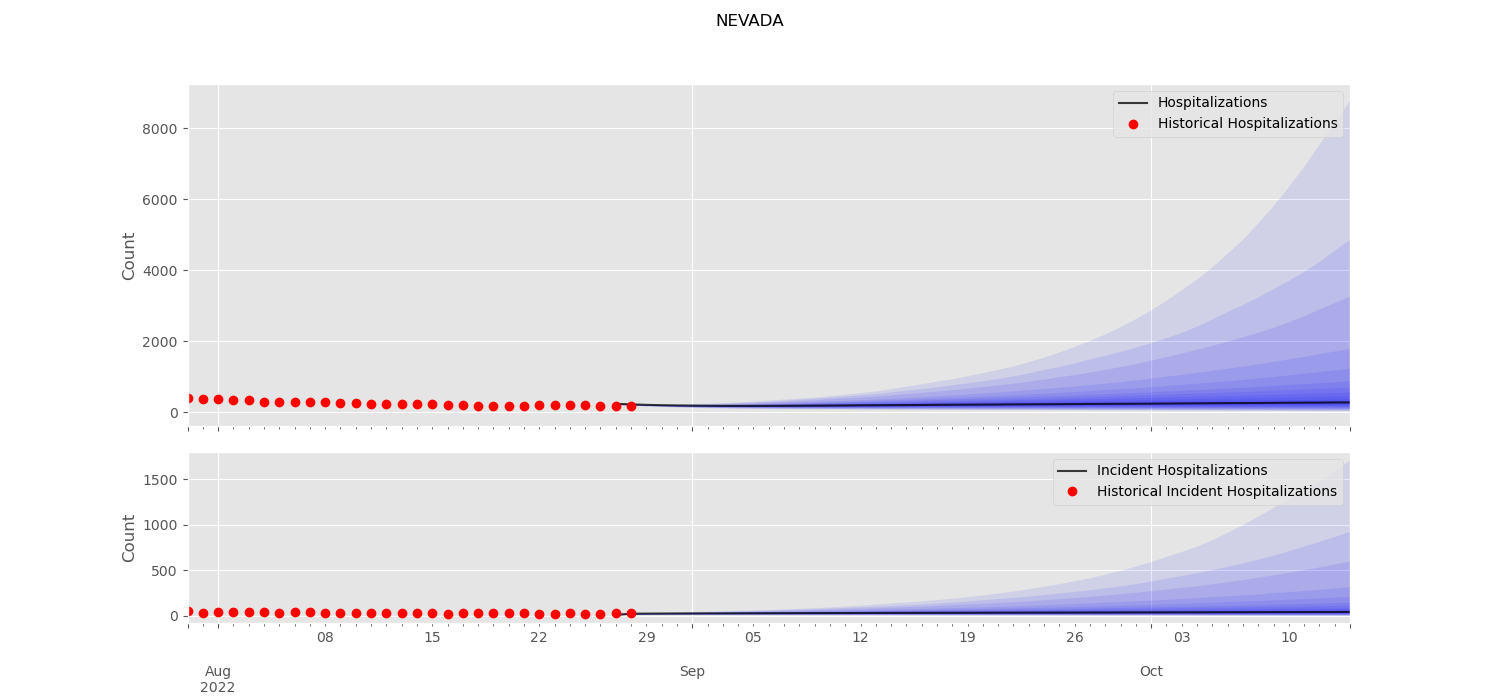 NEVADA
Hospitalizations
Historical Hospitalizations
8000
6000
4000
2000
0
Count
Incident Hospitalizations
Historical Incident Hospitalizations
1500
1000
500
0
Count
08 15 22 29 05 12 19 26 03 10
Aug Sep Oct
2022